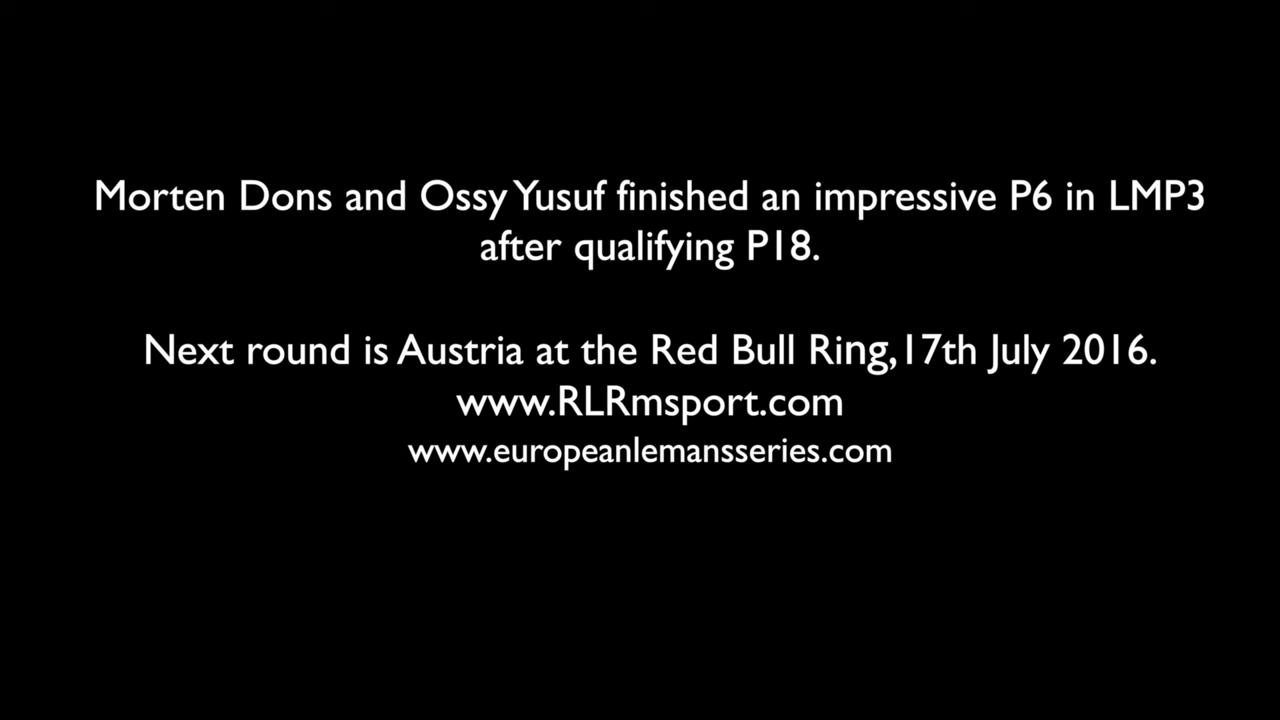 Morten Dons and Ossy Yusuf finished an impressive P6 in LMP3
after qualifying P18.
Next round is Austria at the Red Bull Ring,17th July 2016.
www.RLRmsport.com
www.europeanlemansseries.com